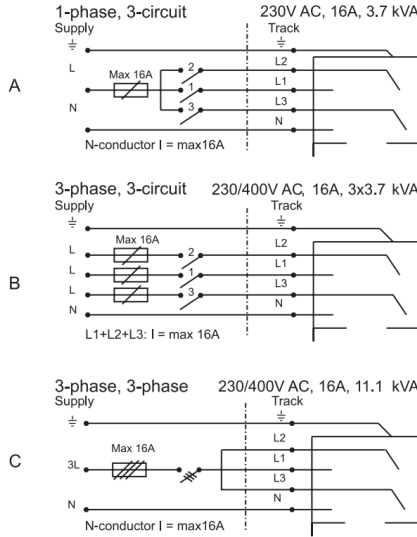 1-phase, 3-circuit 230V AC, 16A, 3.7 kVA
Supply Track
L2
L Max 16A 2
L1
A 1
L3
N 3
N
N-conductor I = max16A
3-phase, 3-circuit 230/400V AC, 16A, 3x3.7 kVA
Supply Track
Max 16A L2
L 2
L1
L 1
B L3
L 3
N N
L1+L2+L3: I = max 16A
3-phase, 3-phase 230/400V AC, 16A, 11.1 kVA
Supply Track
L2
Max 16A
C 3L L1
L3
N N
N-conductor I = max16A